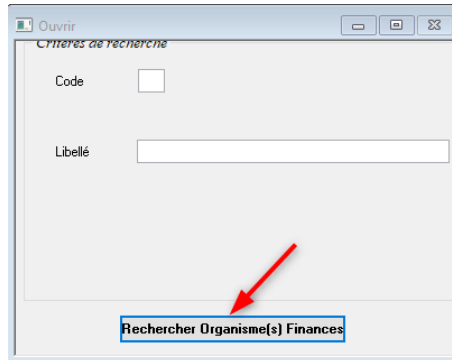 Ouvrir
Critères de recherche
Code
Libellé
Rechercher Organisme(s) Finances